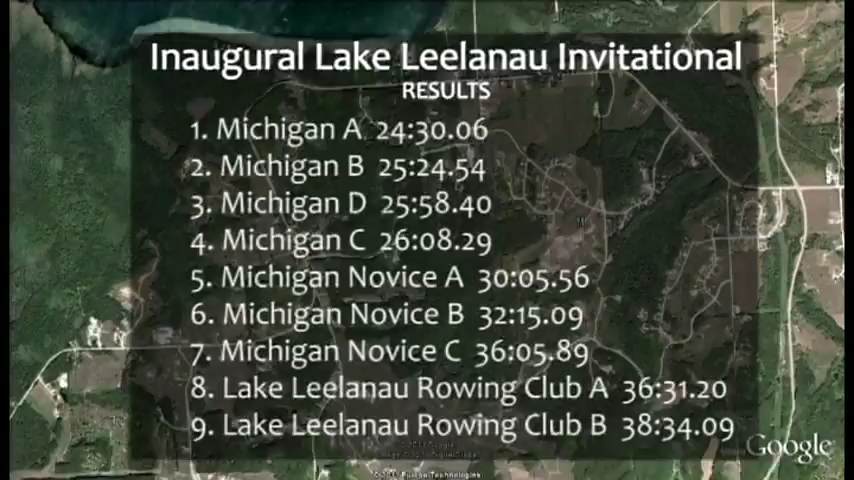 Inaugural Lake Leelanau Invitational
RESULTS
1. Michigan A 24:30.06
2. Michigan B 25:24.54
3. Michigan D 25:58.40
4. Michigan C 26:08.29
5. Michigan Novice A 30:05.56
6. Michigan Novice B 32:15.09
7. Michigan Novice C 36:05.89
8. Lake Leelanau Rowing Club A 36:31.20
9. Lake Leelanau Rowing Club B 38:34.09
Google